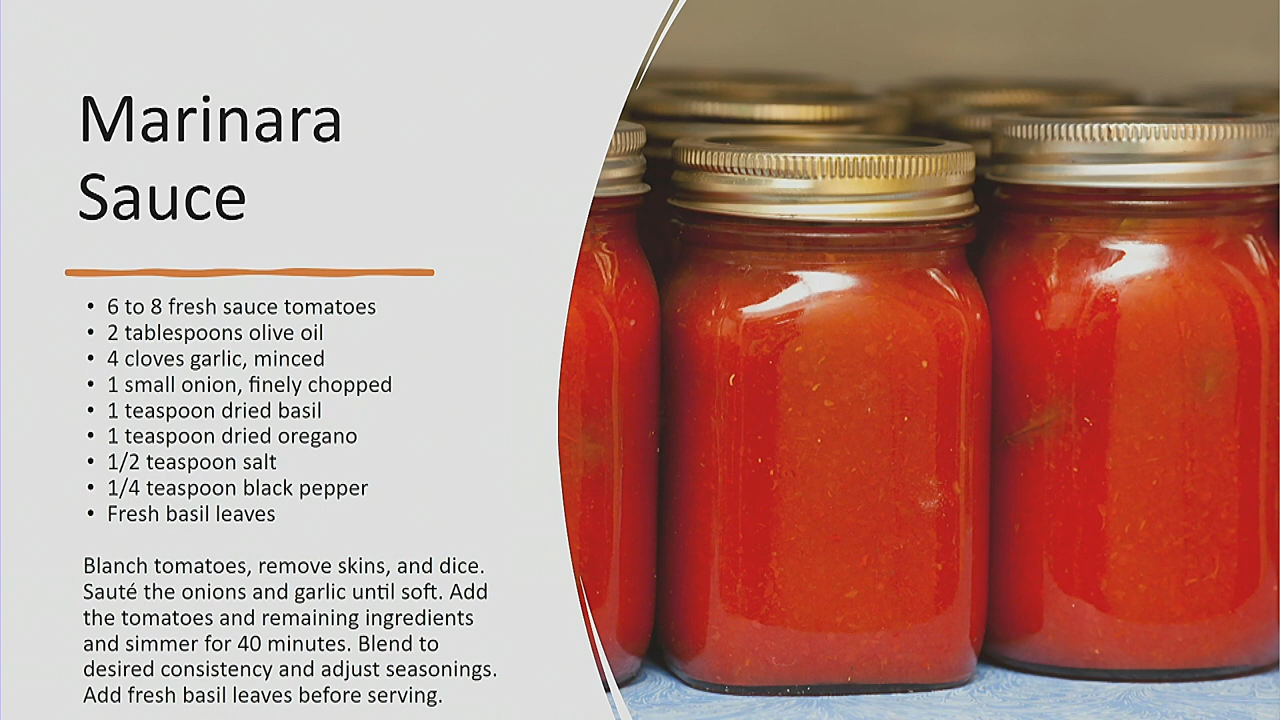 Marinara
Sauce
• 6 to 8 fresh sauce tomatoes
• 2 tablespoons olive oil
• 4 cloves garlic, minced
• 1 small onion, finely chopped
• 1 teaspoon dried basil
• 1 teaspoon dried oregano
• 1/2 teaspoon salt
• 1/4 teaspoon black pepper
• Fresh basil leaves
Blanch tomatoes, remove skins, and dice.
Sauté the onions and garlic until soft. Add
the tomatoes and remaining ingredients
and simmer for 40 minutes. Blend to
desired consistency and adjust seasonings.
Add fresh basil leaves before serving.